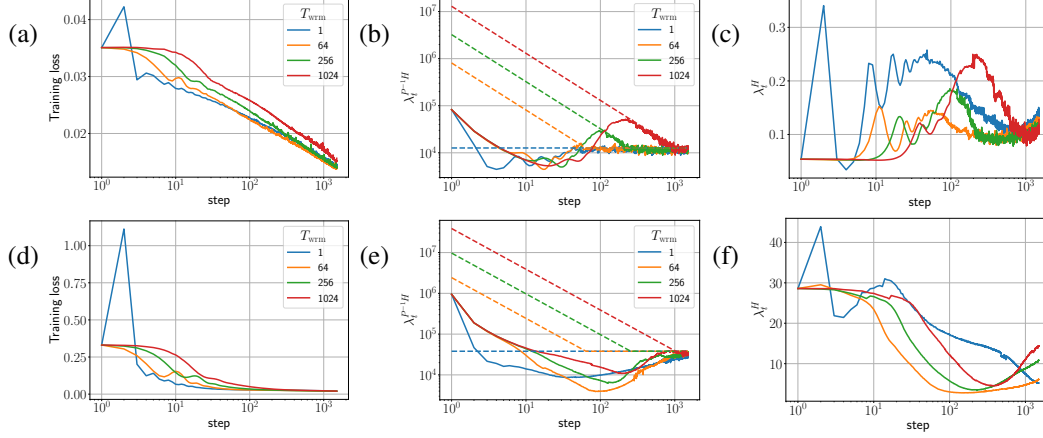 (a)
Training loss
0.04
0.03
0.02
T_wrm
1
64
256
1024
10^0
10^1
10^2
10^3
step
(b)
λ_t^{P^{-1}H}
10^7
10^6
10^5
10^4
T_wrm
1
64
256
1024
10^0
10^1
10^2
10^3
step
(c)
λ_t^H
0.3
0.2
0.1
10^0
10^1
10^2
10^3
step
(d)
Training loss
1.00
0.75
0.50
0.25
0.00
T_wrm
1
64
256
1024
10^0
10^1
10^2
10^3
step
(e)
λ_t^{P^{-1}H}
10^7
10^6
10^5
10^4
T_wrm
1
64
256
1024
10^0
10^1
10^2
10^3
step
(f)
λ_t^H
40
30
20
10
10^0
10^1
10^2
10^3
step